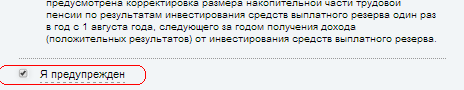 предусмотрена корректировка размера накопительной части трудовой
пенсии по результатам инвестирования средств выплатного резерва один раз
в год с 1 августа года, следующего за годом получения дохода
(положительных результатов) от инвестирования средств выплатного резерва.
Я предупрежден